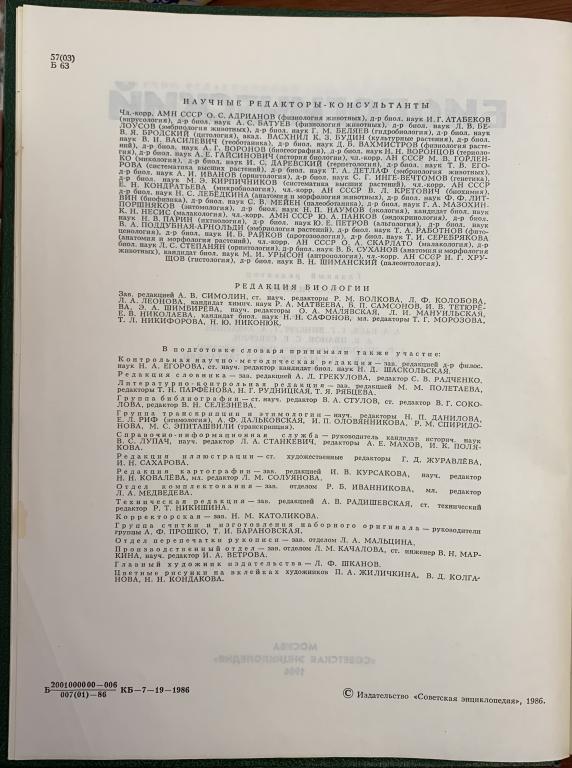 57(03)
Б 63
НАУЧНЫЕ РЕДАКТОРЫ-КОНСУЛЬТАНТЫ
Чл.-корр. АМН СССР О. С. АДРИАНОВ (физиология животных), д-р биол. наук И. Г. АТАБЕКОВ
(вирусология), д-р биол. наук А. С. БАТУЕВ (физиология животных), д-р биол. наук Л. В. БЕ-
ЛОУСОВ (эмбриология животных), д-р биол. наук Г. М. БЕЛЯЕВ (гидробиология), д-р биол. наук
В. Я. БРОДСКИЙ (цитология), акад. ВАСХНИЛ К. З. БУДИН (культурные растения), д-р биол.
наук В. И. ВАСИЛЕВИЧ (геоботаника), д-р биол. наук Д. Б. ВАХМИСТРОВ (физиология расте-
ний), д-р биол. наук А. Г. ВОРОНОВ (биогеография), д-р биол. наук Н. Н. ВОРОНЦОВ (териоло-
гия), д-р биол. наук А. Е. ГАЙСИНОВИЧ (история биологии), чл.-корр. АН СССР М. В. ГОРЛЕН-
КО (микология), д-р биол. наук И. С. ДАРЕВСКИЙ (герпетология), д-р биол. наук Т. В. ЕГО-
РОВА (систематика высших растений), д-р биол. наук Т. А. ДЕТЛАФ (эмбриология животных),
д-р биол. наук А. И. ИВАНОВ (орнитология), д-р биол. наук С. Г. ИНГЕ-ВЕЧТОМОВ (генетика),
д-р биол. наук М. Э. КИРПИЧНИКОВ (систематика высших растений), чл.-корр. АН СССР
Е. Н. КОНДРАТЬЕВА (микробиология), чл.-корр. АН СССР В. Л. КРЕТОВИЧ (биохимия),
д-р биол. наук Н. С. ЛЕБЁДКИНА (анатомия и морфология животных), д-р биол. наук Ф. Ф. ЛИТ-
ВИН (биофизика), д-р биол. наук С. В. МЕЙЕН (палеоботаника), д-р биол. наук Г. А. МАЗОХИН-
ПОРШНЯКОВ (энтомология), д-р биол. наук Н. П. НАУМОВ (экология), кандидат биол. наук
К. Н. НЕСИС (малакология), чл.-корр. АМН СССР Ю. А. ПАНКОВ (эндокринология), д-р биол.
наук Н. В. ПАРИН (ихтиология), д-р биол. наук Ю. Е. ПЕТРОВ (альгология), д-р биол. наук
В. А. ПОДДУБНАЯ-АРНОЛЬДИ (эмбриология растений), д-р биол. наук Т. А. РАБОТНОВ (фито-
ценология), д-р биол. наук И. Б. РАЙКОВ (протозоология), д-р биол. наук Т. И. СЕРЕБРЯКОВА
(анатомия и морфология растений), чл.-корр. АН СССР О. А. СКАРЛАТО (малакология), д-р
биол. наук Л. С. СТЕПАНЯН (орнитология), д-р биол. наук В. Б. СУХАНОВ (анатомия и морфология
животных), кандидат биол. наук М. И. УРЫСОН (антропология), чл.-корр. АН СССР Н. Г. ХРУ-
ЩОВ (гистология), д-р биол. наук В. Н. ШИМАНСКИЙ (палеонтология).
РЕДАКЦИЯ БИОЛОГИИ
Зав. редакцией А. В. СИМОЛИН, ст. науч. редакторы Р. М. ВОЛКОВА, Л. Ф. КОЛОБОВА,
Л. А. ЛЕОНОВА, кандидат химич. наук Р. А. МАТВЕЕВА, Б. П. САМСОНОВ, И. В. ТЕТЮРЕ-
ВА, Э. А. ШИМБИРЁВА, науч. редакторы О. А. МАЛЯВСКАЯ, Л. И. МАНУИЛЬСКАЯ,
Е. В. НИКОЛАЕВА, кандидат биол. наук Н. Н. САФОНОВ, мл. редакторы Т. Г. МОРОЗОВА,
Т. Л. НИКИФОРОВА, Н. Ю. НИКОНЮК.
В подготовке словаря принимали также участие:
Контрольная научно-методическая редакция — зав. редакцией д-р филос.
наук Н. А. ЕГОРОВА, ст. науч. редактор кандидат биол. наук Н. Д. ШАСКОЛЬСКАЯ.
Редакция словника — зав. редакцией А. Л. ГРЕКУЛОВА, редактор С. В. РАДЧЕНКО.
Литературно-контрольная редакция — зав. редакцией М. М. ПОЛЕТАЕВА,
редакторы Т. Н. ПАРФЁНОВА, Н. Г. РУДНИЦКАЯ, Т. Я. РЯБЦЕВА.
Группа библиографии — ст. науч. редактор В. А. СТУЛОВ, ст. редактор В. Г. СОКО-
ЛОВА, редактор В. Н. СЕЛЕЗНЕВА.
Группа транскрипции и этимологии — науч. редакторы Н. П. ДАНИЛОВА,
Е. Л. РИФ (этимология), А. Ф. ДАЛЬКОВСКАЯ, И. П. ОЛОВЯННИКОВА, Р. М. СПИРИДО-
НОВА, М. С. ЭПИТАШВИЛИ (транскрипция).
Справочно-информационная служба — руководитель кандидат историч. наук
В. С. ЛУПАЧ, науч. редактор Л. А. СТАНКЕВИЧ, редакторы А. Е. МАХОВ, И. К. ПОЛЯ-
КОВА.
Редакция иллюстраций — ст. художественные редакторы Г. Д. ЖУРАВЛЁВА,
И. Н. САХАРОВА.
Редакция картографии — зав. редакцией И. В. КУРСАКОВА, науч. редактор
Н. Н. КОВАЛЁВА, мл. редактор Л. М. СОЛУЯНОВА.
Отдел комплектования — зав. отделом Р. Б. ИВАННИКОВА, мл. редактор
Л. А. МЕДВЕДЕВА.
Техническая редакция — зав. редакцией А. В. РАДИШЕВСКАЯ, ст. технический
редактор Р. Т. НИКИШИНА.
Корректорская — зав. Н. М. КАТОЛИКОВА.
Группа считки и изготовления наборного оригинала — руководители
группы А. Ф. ПРОШКО, Т. И. БАРАНОВСКАЯ.
Отдел перепечатки рукописи — зав. отделом Л. А. МАЛЬЦИНА.
Производственный отдел — зав. отделом Л. М. КАЧАЛОВА, ст. инженер В. Н. МАР-
КИНА, науч. редактор И. А. ВЕТРОВА.
Главный художник издательства — Л. Ф. ШКАНОВ.
Цветные рисунки на вклейках художников П. А. ЖИЛИЧКИНА, В. Д. КОЛГА-
НОВА, Н. Н. КОНДАКОВА.
Б 2001000000—006
007(01)—86 КБ—7—19—1986
© Издательство «Советская энциклопедия», 1986.